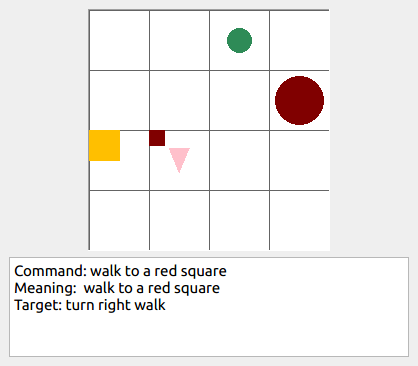 Command: walk to a red square
Meaning:  walk to a red square
Target: turn right walk